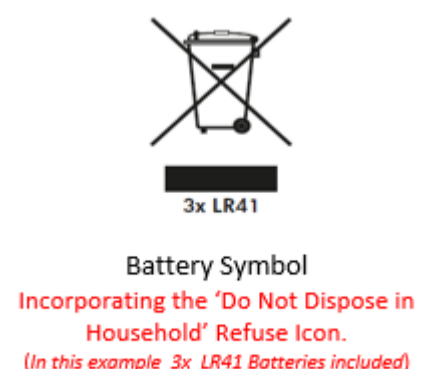 3x LR41
Battery Symbol
Incorporating the ‘Do Not Dispose in
Household’ Refuse Icon.
(In this example 3x LR41 Batteries included)